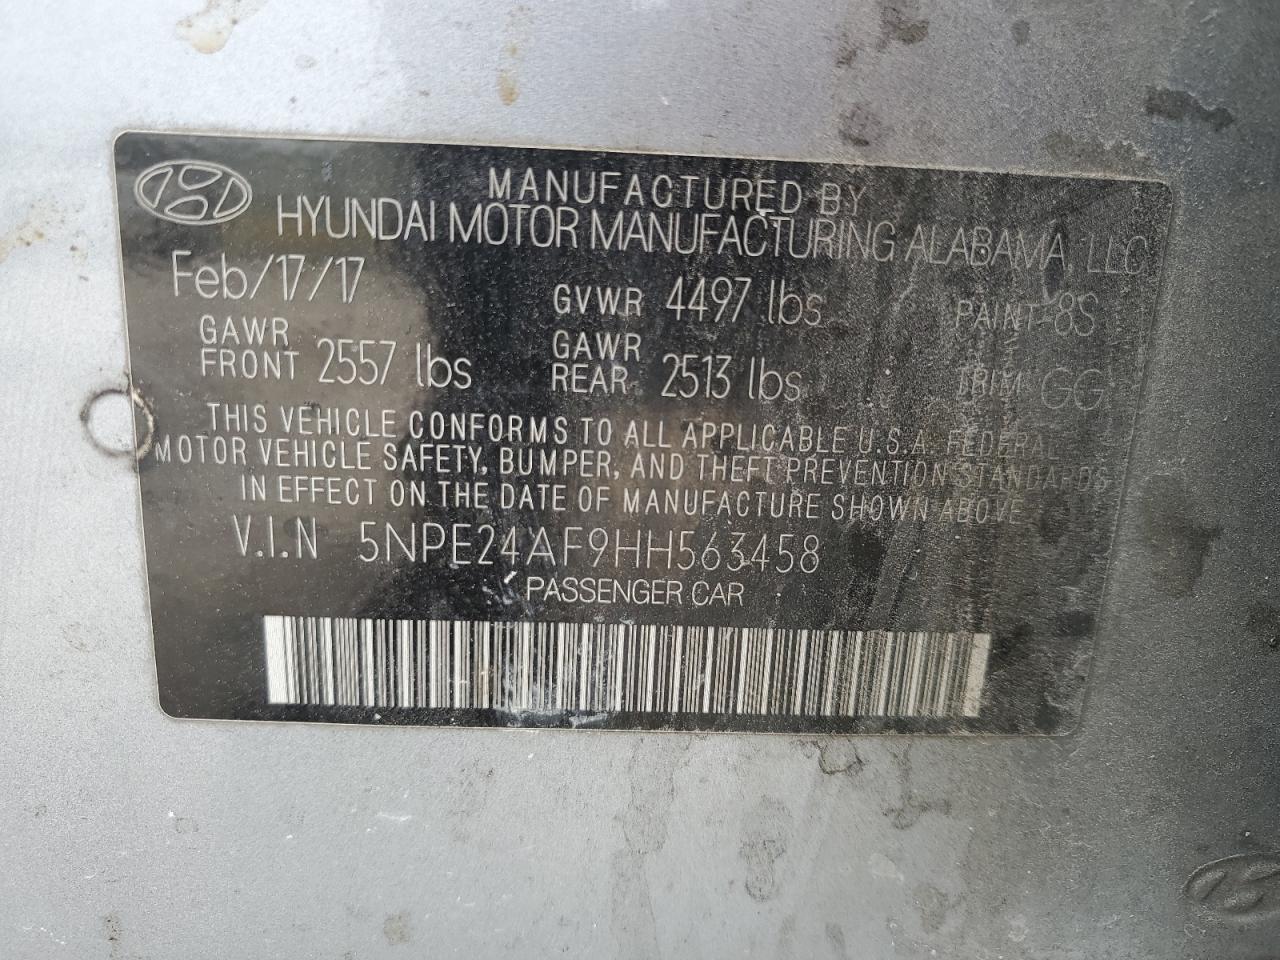 MANUFACTURED BY
HYUNDAI MOTOR MANUFACTURING ALABAMA, LLC
Feb/17/17 GVWR 4497 lbs PAINT 8S
GAWR FRONT 2557 lbs GAWR REAR 2513 lbs TRIM GG
THIS VEHICLE CONFORMS TO ALL APPLICABLE U.S.A. FEDERAL
MOTOR VEHICLE SAFETY, BUMPER, AND THEFT PREVENTION STANDARDS
IN EFFECT ON THE DATE OF MANUFACTURE SHOWN ABOVE
V.I.N 5NPE24AF9HH563458
PASSENGER CAR